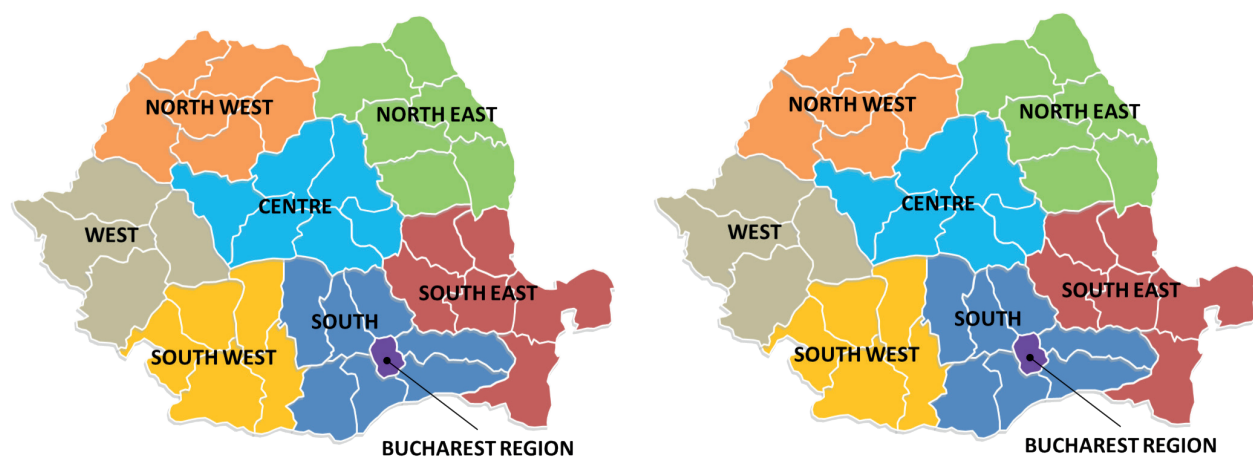 NORTH WEST
NORTH EAST
CENTRE
WEST
SOUTH EAST
SOUTH
SOUTH WEST
BUCHAREST REGION
NORTH WEST
NORTH EAST
CENTRE
WEST
SOUTH EAST
SOUTH
SOUTH WEST
BUCHAREST REGION